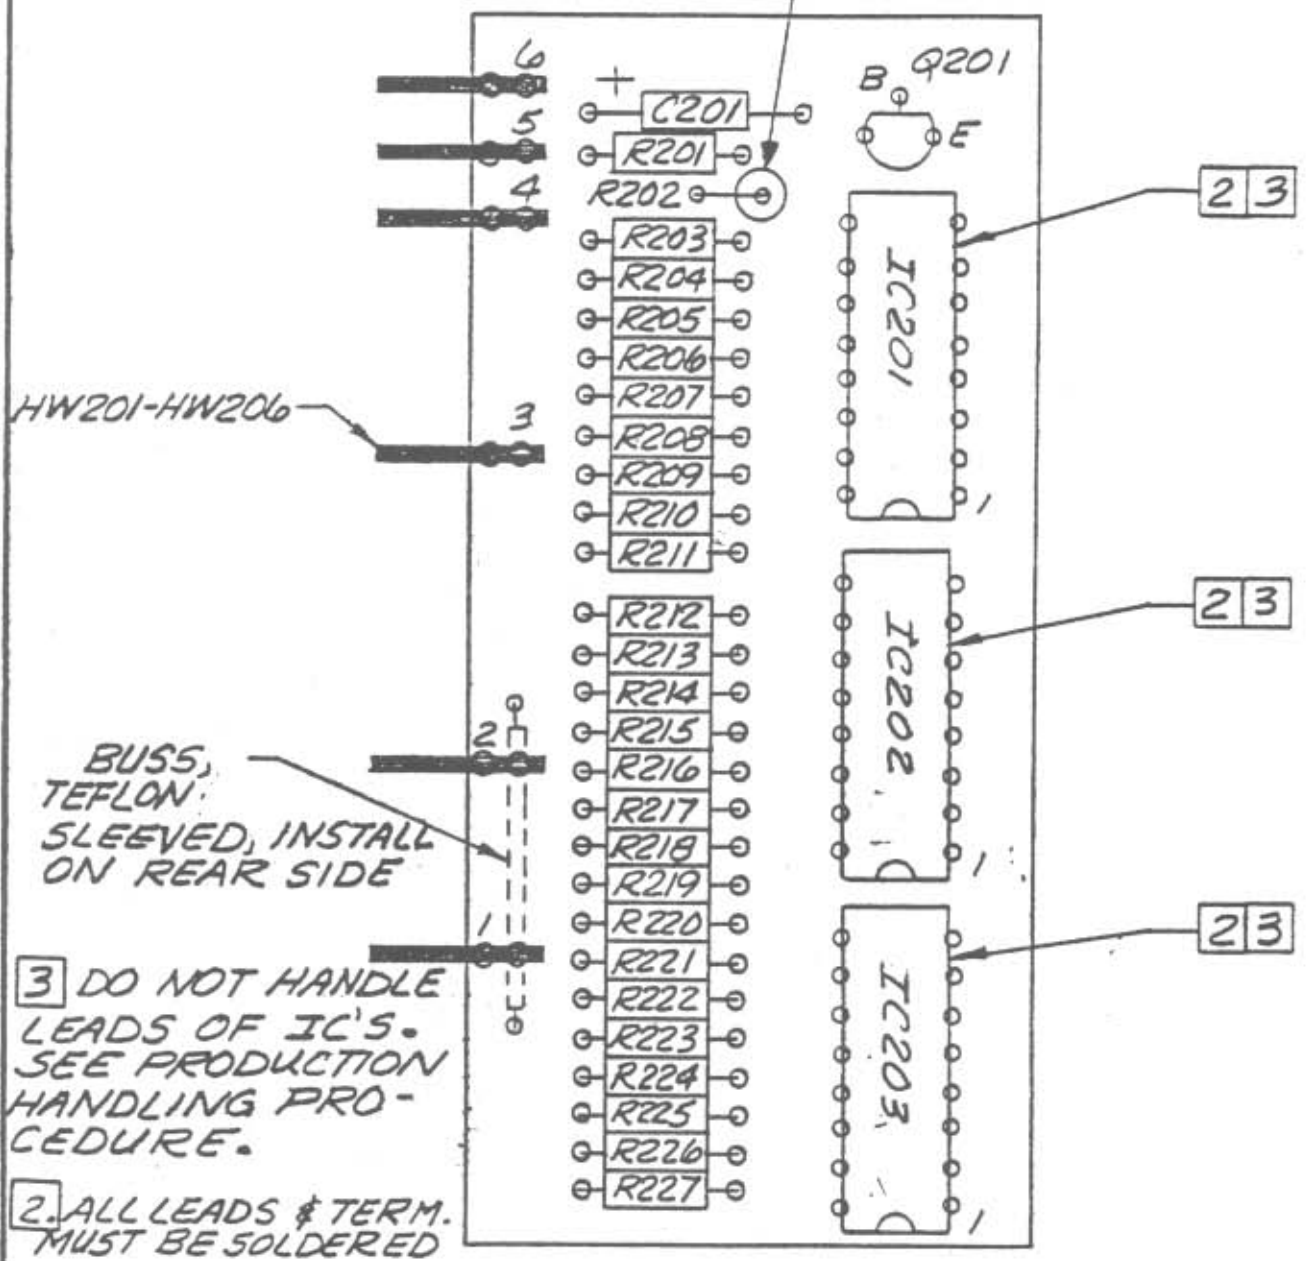 6
Q201
B
+
C201
5
E
R201
4
R202
2 3
R203
R204
IC201
R205
R206
R207
HW201-HW206
3
R208
R209
R210
1
R211
2 3
R212
IC202
R213
R214
2
R215
BUSS,
R216
TEFLON
R217
SLEEVED, INSTALL
R218
ON REAR SIDE
1
R219
2 3
1
R220
R221
3 DO NOT HANDLE
IC203
R222
LEADS OF IC'S.
R223
SEE PRODUCTION
R224
HANDLING PRO-
R225
CEDURE.
R226
R227
1
2. ALL LEADS & TERM.
MUST BE SOLDERED